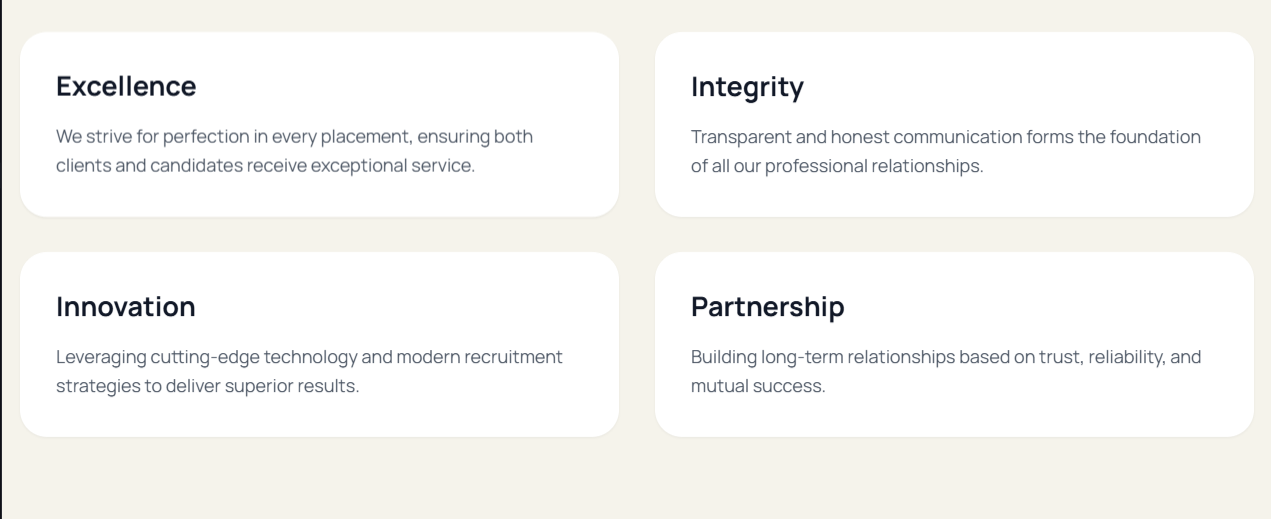 Excellence
We strive for perfection in every placement, ensuring both
clients and candidates receive exceptional service.
Integrity
Transparent and honest communication forms the foundation
of all our professional relationships.
Innovation
Leveraging cutting-edge technology and modern recruitment
strategies to deliver superior results.
Partnership
Building long-term relationships based on trust, reliability, and
mutual success.